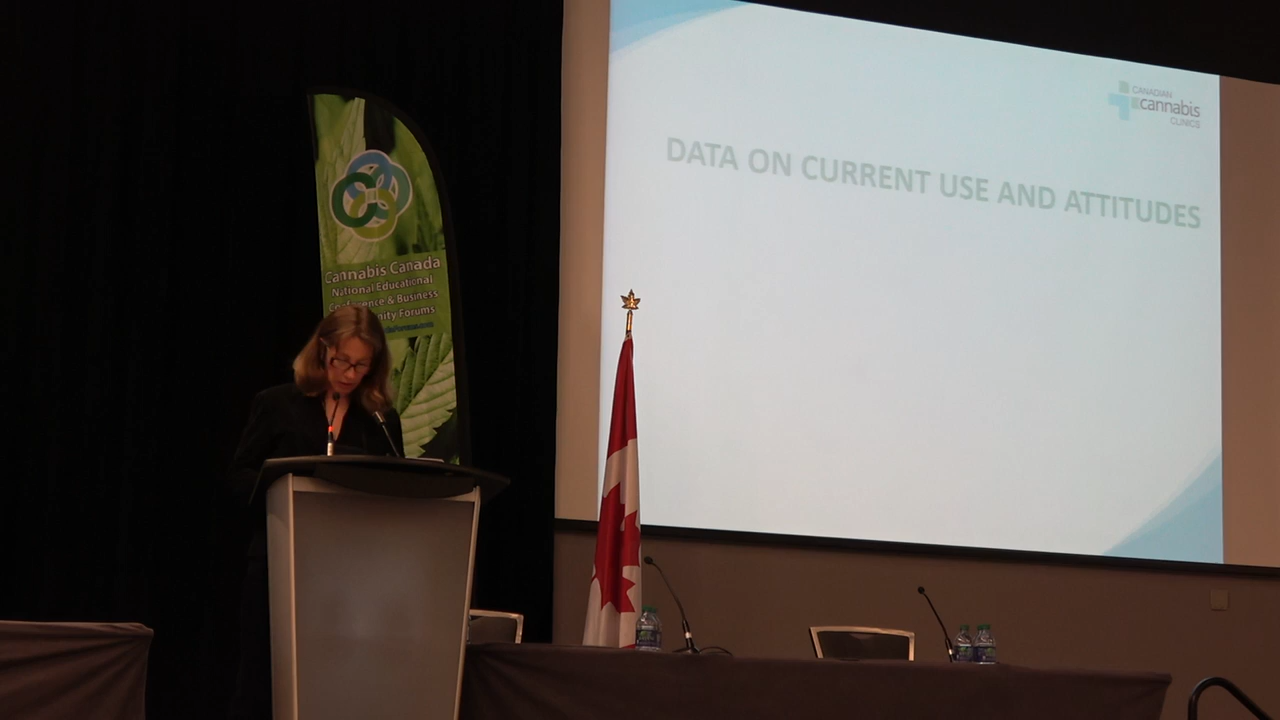 CANADIAN
cannabis
CLINICS
DATA ON CURRENT USE AND ATTITUDES
Cannabis Canada
National Educational
& Business
Forums